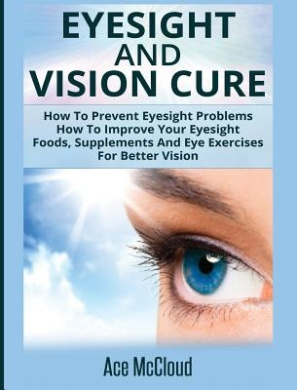 EYESIGHT
AND
VISION CURE
How To Prevent Eyesight Problems
How To Improve Your Eyesight
Foods, Supplements And Eye Exercises
For Better Vision
Ace McCloud